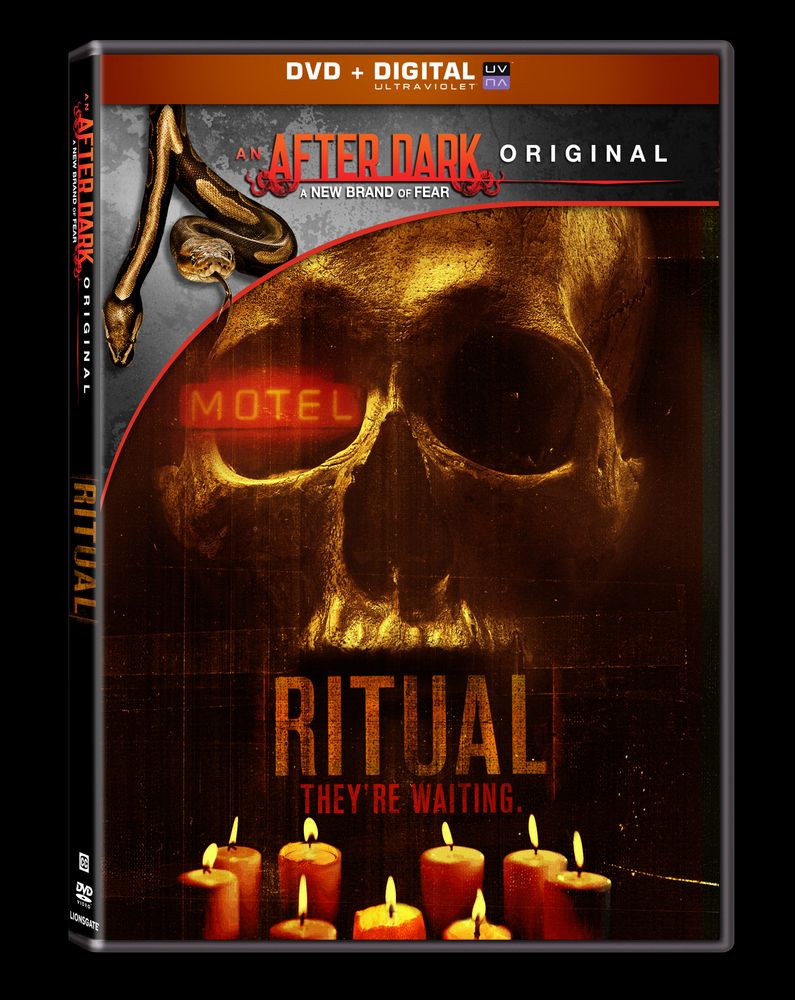 DVD + DIGITAL
ULTRAVIOLET
UV
AN AFTER DARK ORIGINAL
A NEW BRAND OF FEAR
MOTEL
RITUAL
THEY'RE WAITING.
AN AFTER DARK ORIGINAL
A NEW BRAND OF FEAR
RITUAL
CC
DVD
VIDEO
LIONSGATE